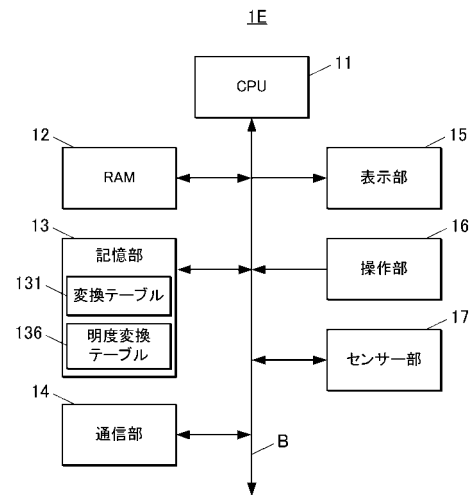 1E
11
CPU
12
RAM
15
表示部
13
記憶部
131
変換テーブル
136
明度変換
テーブル
16
操作部
17
センサー部
14
通信部
B